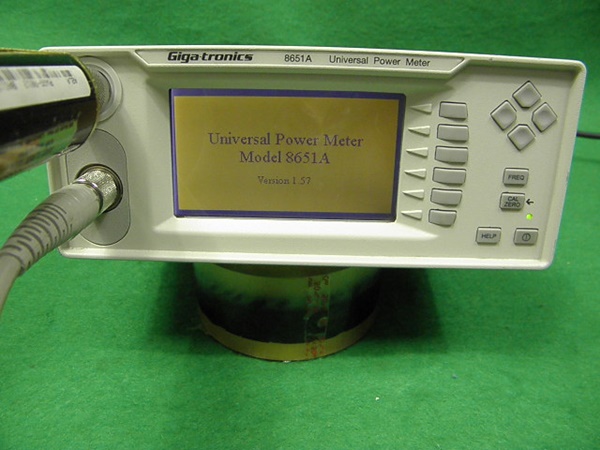 Giga-tronics 8651A Universal Power Meter
Universal Power Meter
Model 8651A
Version 1.57
FREQ
CAL
ZERO
HELP